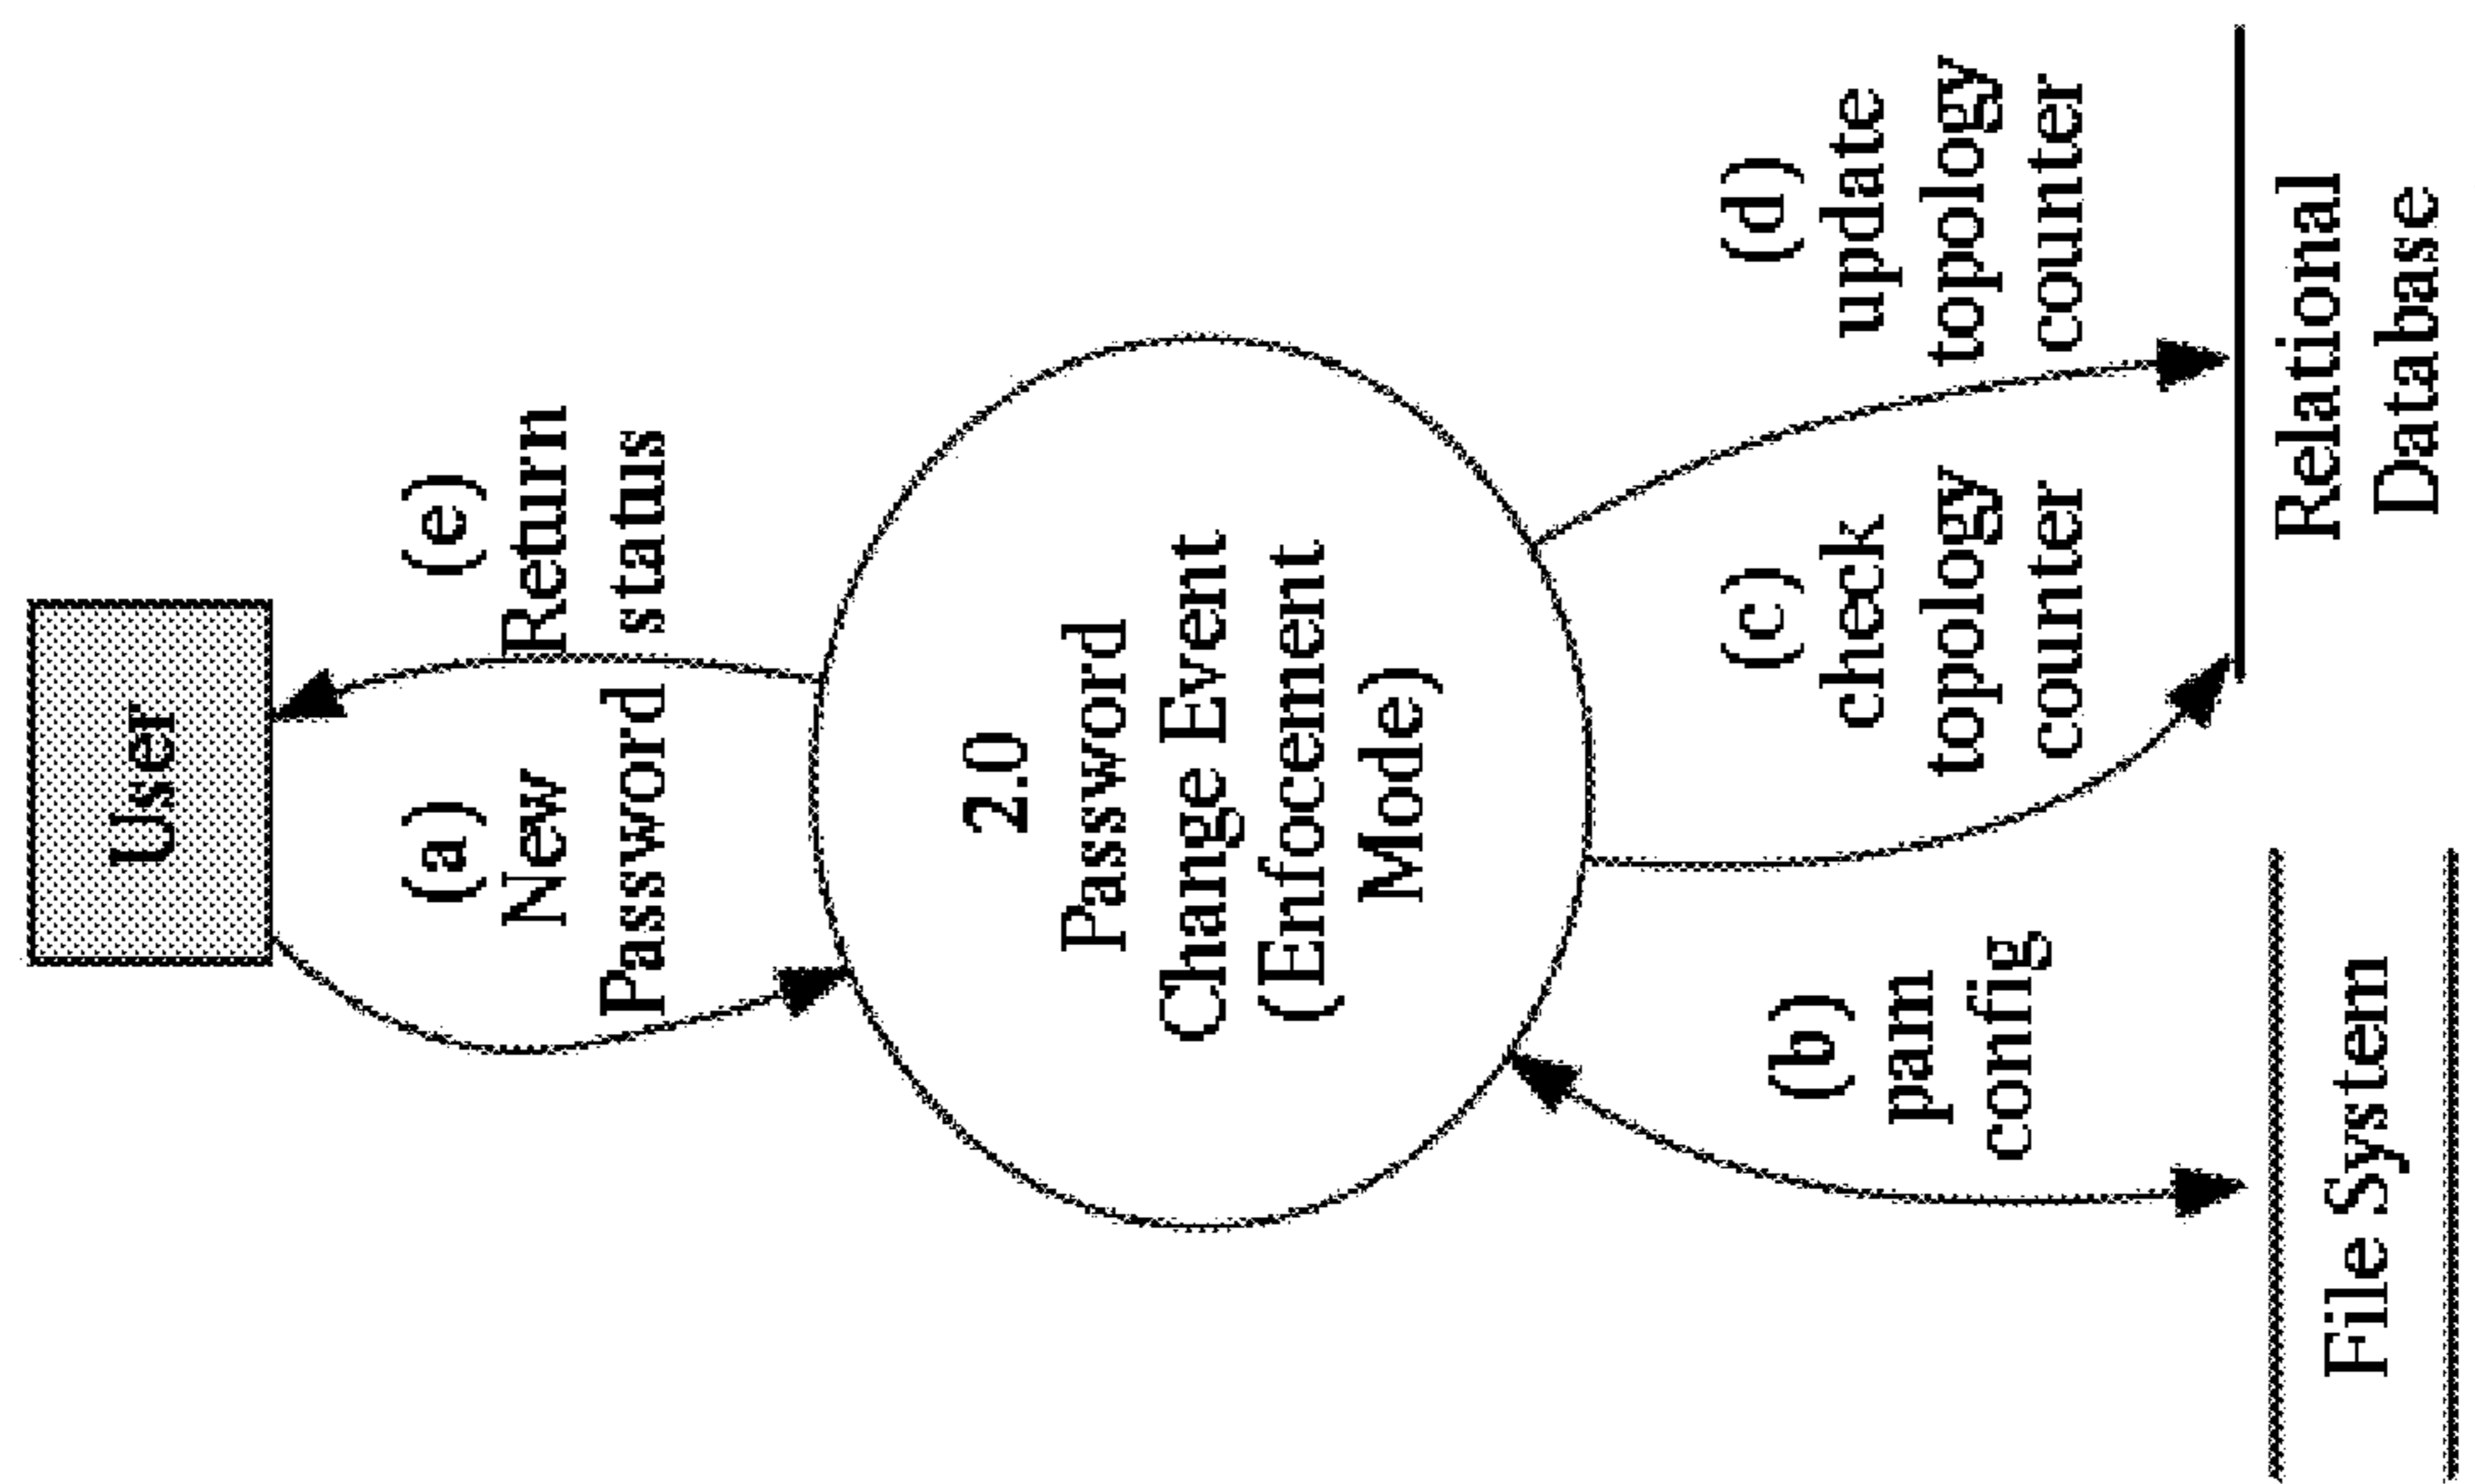 User
(a)
New
Password
(e)
Return
status
2.0
Password
Change Event
(Enfocement
Mode)
(b)
pam
config
(c)
check
topology
counter
(d)
update
topology
counter
File System
Relational
Database